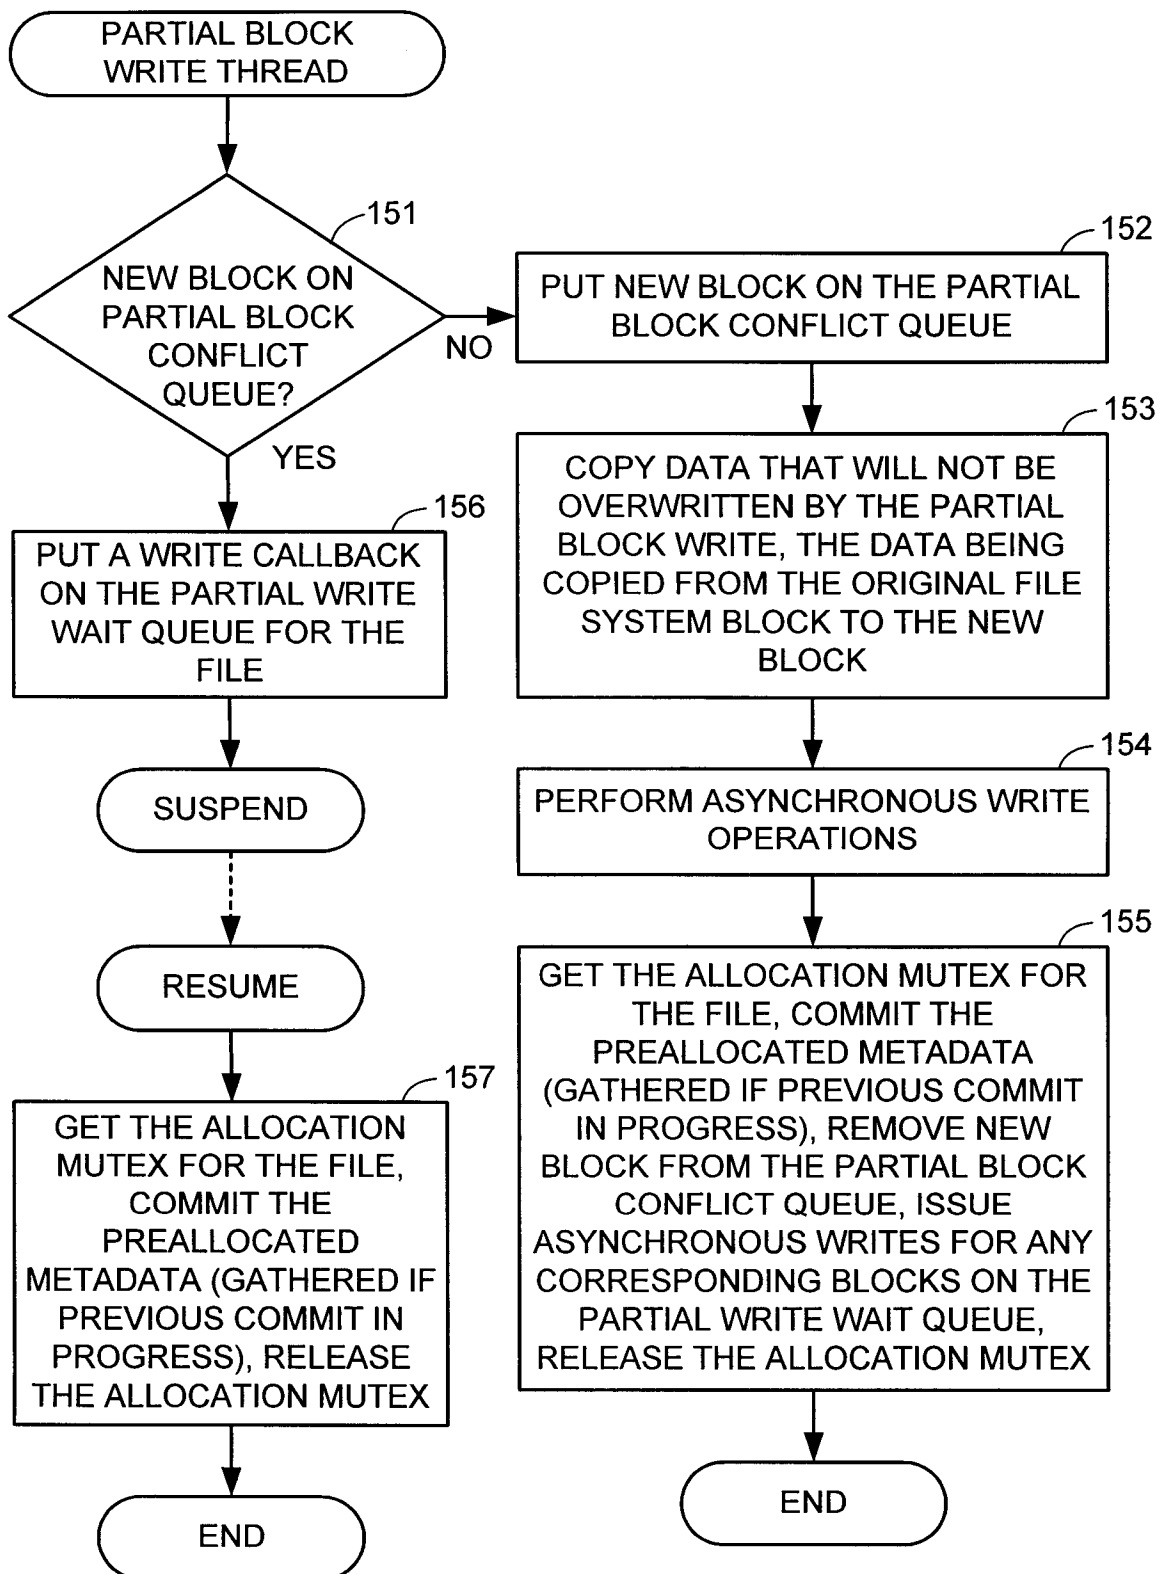 PARTIAL BLOCK
WRITE THREAD
151
NEW BLOCK ON
PARTIAL BLOCK
CONFLICT
QUEUE?
NO
YES
152
PUT NEW BLOCK ON THE PARTIAL
BLOCK CONFLICT QUEUE
153
COPY DATA THAT WILL NOT BE
OVERWRITTEN BY THE PARTIAL
BLOCK WRITE, THE DATA BEING
COPIED FROM THE ORIGINAL FILE
SYSTEM BLOCK TO THE NEW
BLOCK
154
PERFORM ASYNCHRONOUS WRITE
OPERATIONS
155
GET THE ALLOCATION MUTEX FOR
THE FILE, COMMIT THE
PREALLOCATED METADATA
(GATHERED IF PREVIOUS COMMIT
IN PROGRESS), REMOVE NEW
BLOCK FROM THE PARTIAL BLOCK
CONFLICT QUEUE, ISSUE
ASYNCHRONOUS WRITES FOR ANY
CORRESPONDING BLOCKS ON THE
PARTIAL WRITE WAIT QUEUE,
RELEASE THE ALLOCATION MUTEX
END
156
PUT A WRITE CALLBACK
ON THE PARTIAL WRITE
WAIT QUEUE FOR THE
FILE
SUSPEND
RESUME
157
GET THE ALLOCATION
MUTEX FOR THE FILE,
COMMIT THE
PREALLOCATED
METADATA (GATHERED IF
PREVIOUS COMMIT IN
PROGRESS), RELEASE
THE ALLOCATION MUTEX
END